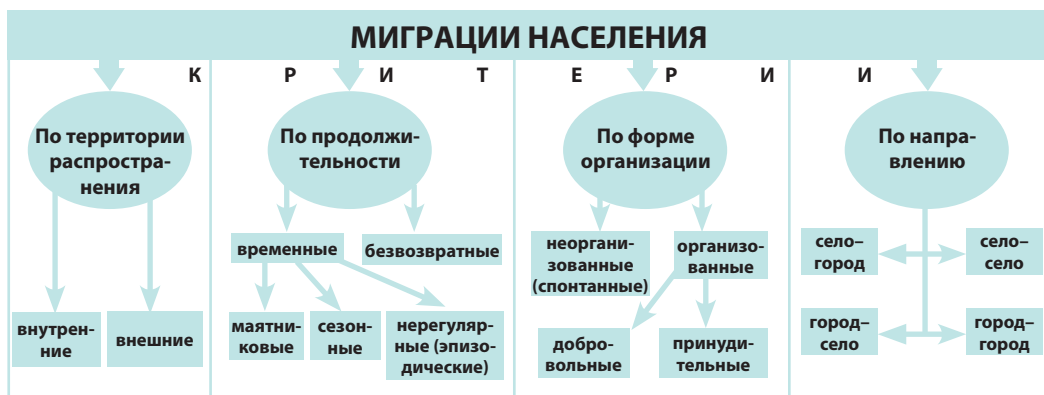 МИГРАЦИИ НАСЕЛЕНИЯ
К Р И Т Е Р И И
По территории
распростра-
нения
По продолжи-
тельности
По форме
организации
По напра-
влению
внутрен-
ние
внешние
временные
безвозвратные
маятни-
ковые
сезон-
ные
нерегуляр-
ные (эпизо-
дические)
неоргани-
зованные
(спонтанные)
организо-
ванные
добро-
вольные
принуди-
тельные
село–
город
село–
село
город–
село
город–
город